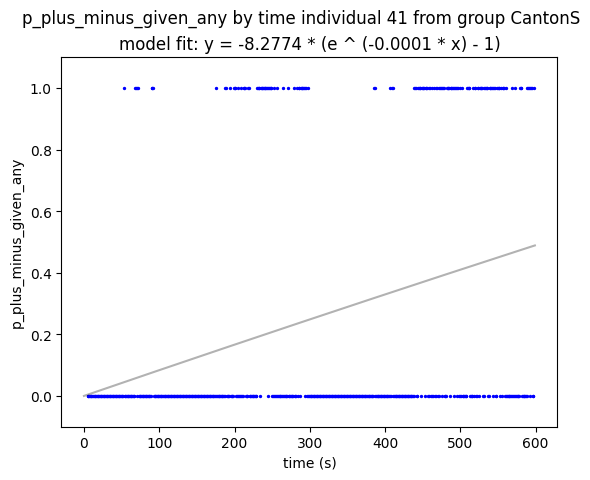 p_plus_minus_given_any by time individual 41 from group CantonS
model fit: y = -8.2774 * (e ^ (-0.0001 * x) - 1)
1.0
0.8
0.6
0.4
0.2
0.0
p_plus_minus_given_any
0 100 200 300 400 500 600
time (s)